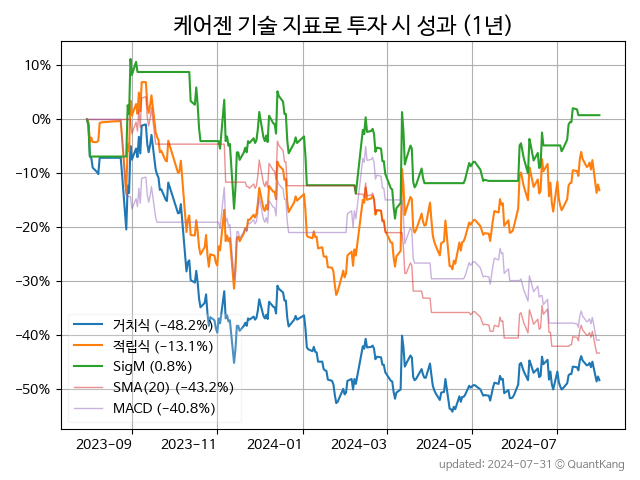 케어젠 기술 지표로 투자 시 성과 (1년)
10%
0%
−10%
−20%
−30%
−40%
−50%
거치식 (−48.2%)
적립식 (−13.1%)
SigM (0.8%)
SMA(20) (−43.2%)
MACD (−40.8%)
2023−09 2023−11 2024−01 2024−03 2024−05 2024−07
updated: 2024-07-31 © QuantKang